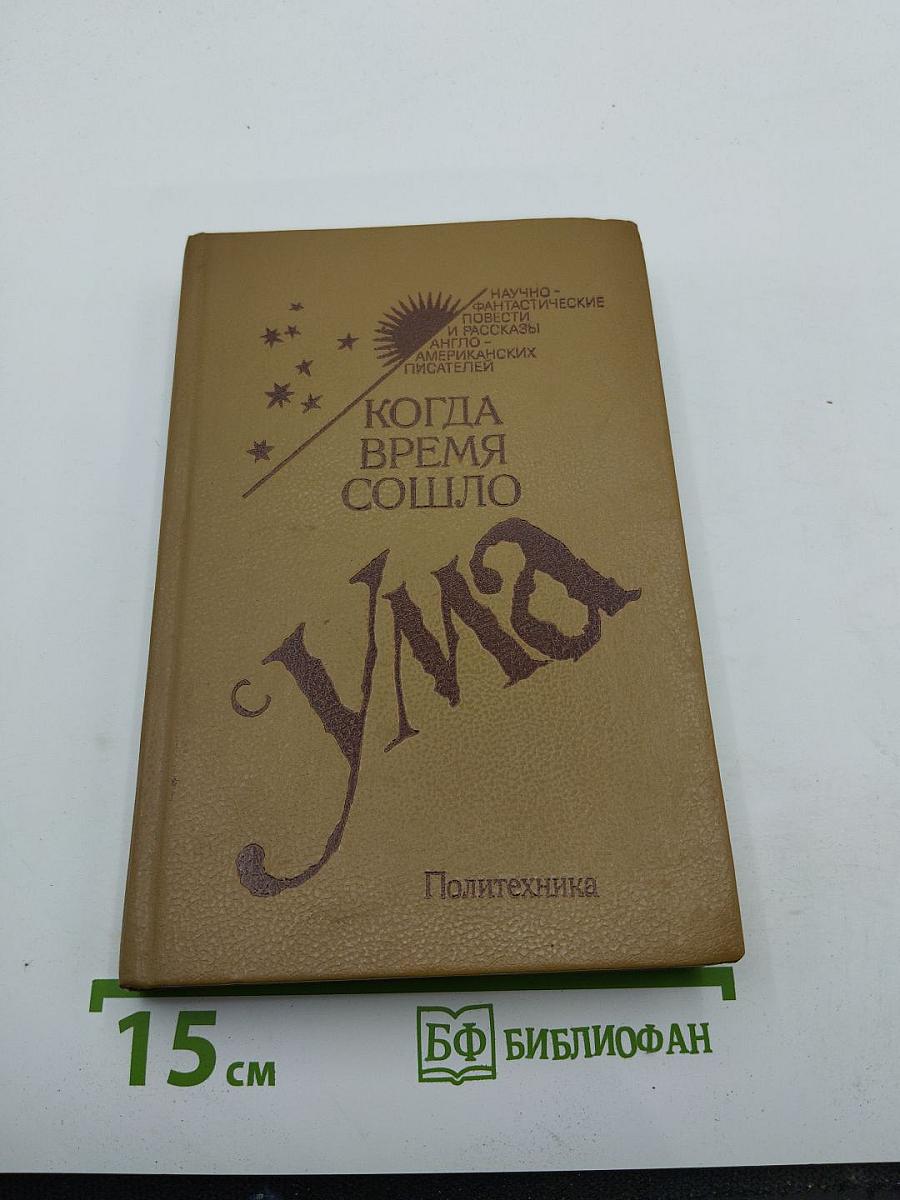 НАУЧНО-
ФАНТАСТИЧЕСКИЕ
ПОВЕСТИ
И РАССКАЗЫ
АНГЛО-
АМЕРИКАНСКИХ
ПИСАТЕЛЕЙ
КОГДА
ВРЕМЯ
СОШЛО
С УМА
Политехника
15 см
БФ БИБЛИОФАН